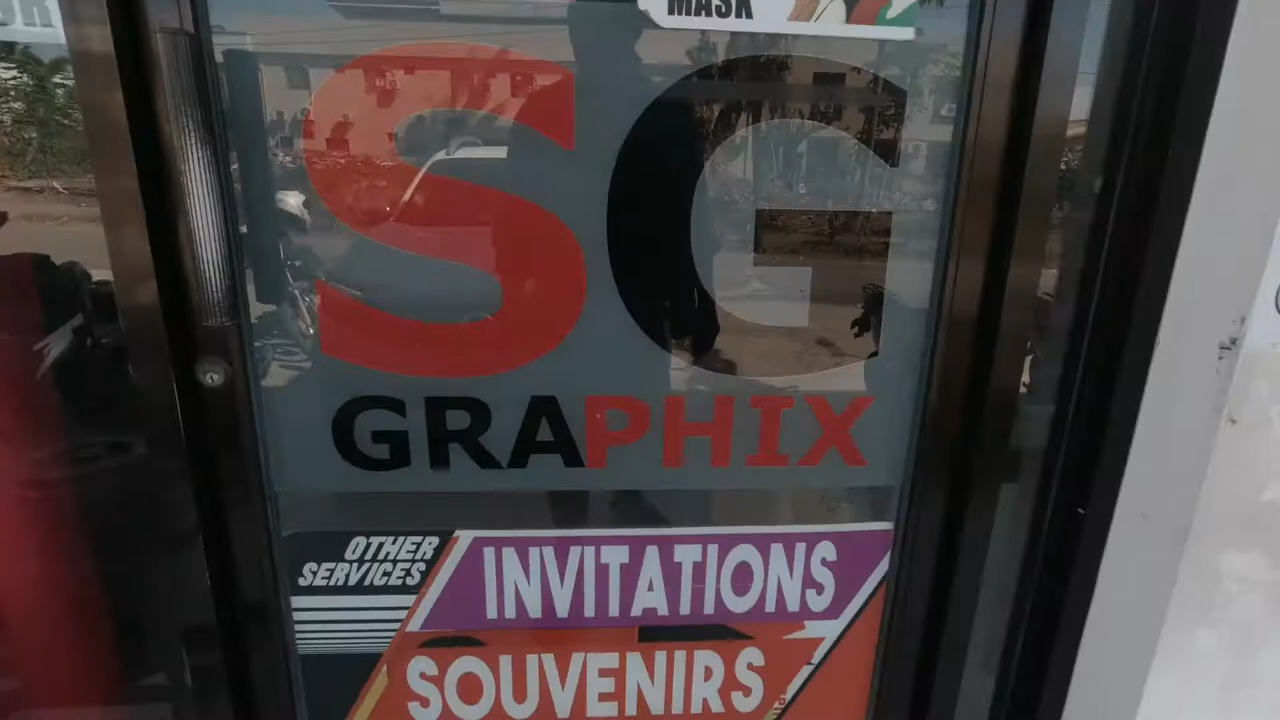 MASK
SG
GRAPHIX
OTHER
SERVICES
INVITATIONS
SOUVENIRS